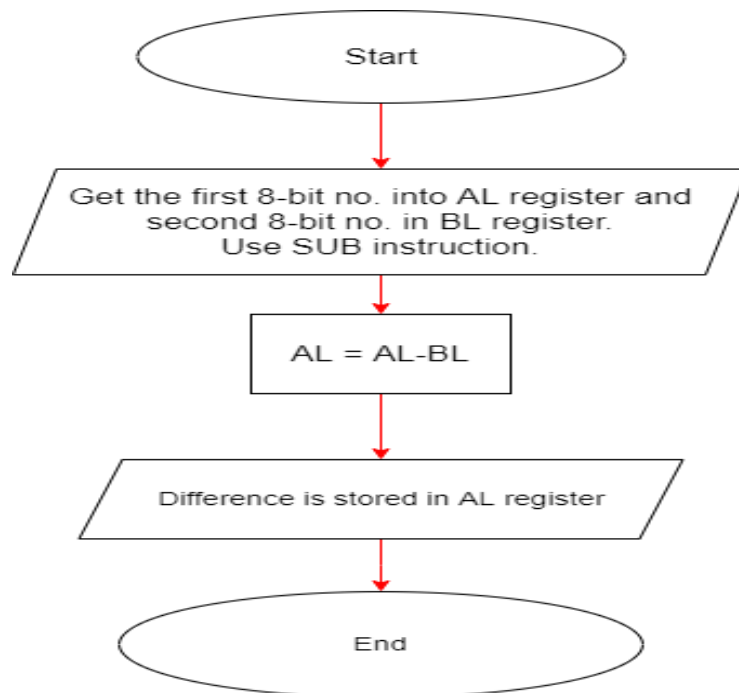 Start
Get the first 8-bit no. into AL register and
second 8-bit no. in BL register.
Use SUB instruction.
AL = AL-BL
Difference is stored in AL register
End